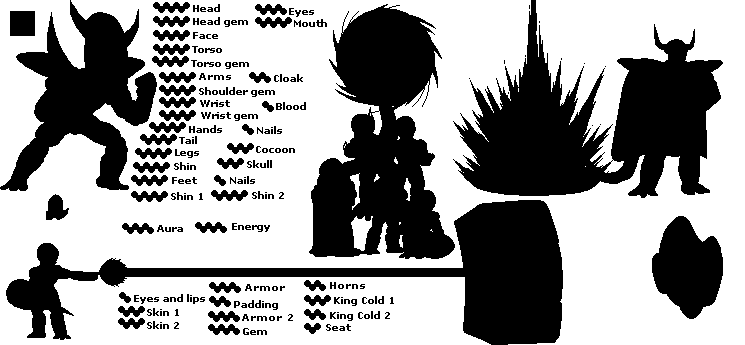 Head
Eyes
Head gem
Mouth
Face
Torso
Torso gem
Arms
Cloak
Shoulder gem
Wrist
Blood
Wrist gem
Hands
Nails
Tail
Legs
Cocoon
Shin
Skull
Feet
Nails
Shin 1
Shin 2
Aura
Energy
Eyes and lips
Skin 1
Skin 2
Armor
Padding
Armor 2
Gem
Horns
King Cold 1
King Cold 2
Seat